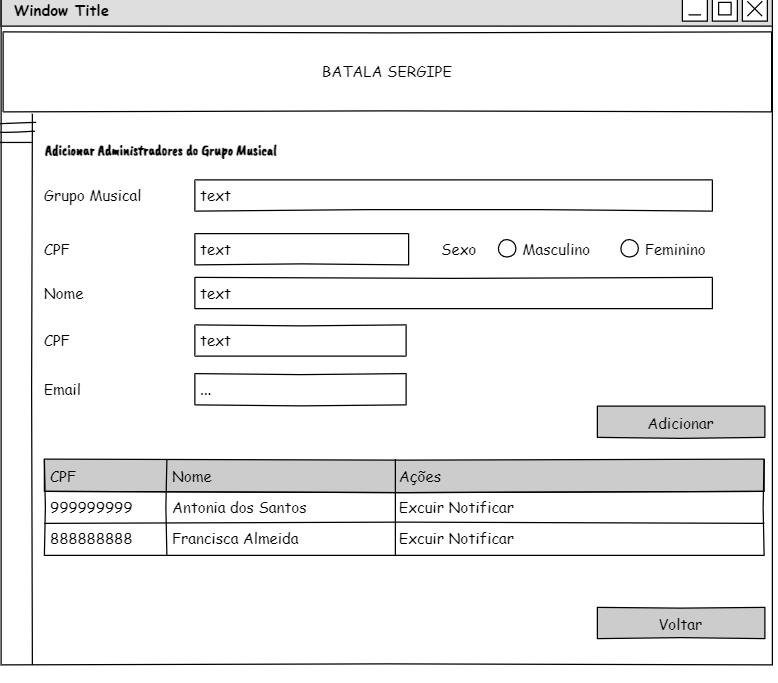 Window Title
BATALA SERGIPE
Adicionar Administradores do Grupo Musical
Grupo Musical text
CPF text Sexo Masculino Feminino
Nome text
CPF text
Email ...
Adicionar
CPF Nome Ações
999999999 Antonia dos Santos Excuir Notificar
888888888 Francisca Almeida Excuir Notificar
Voltar